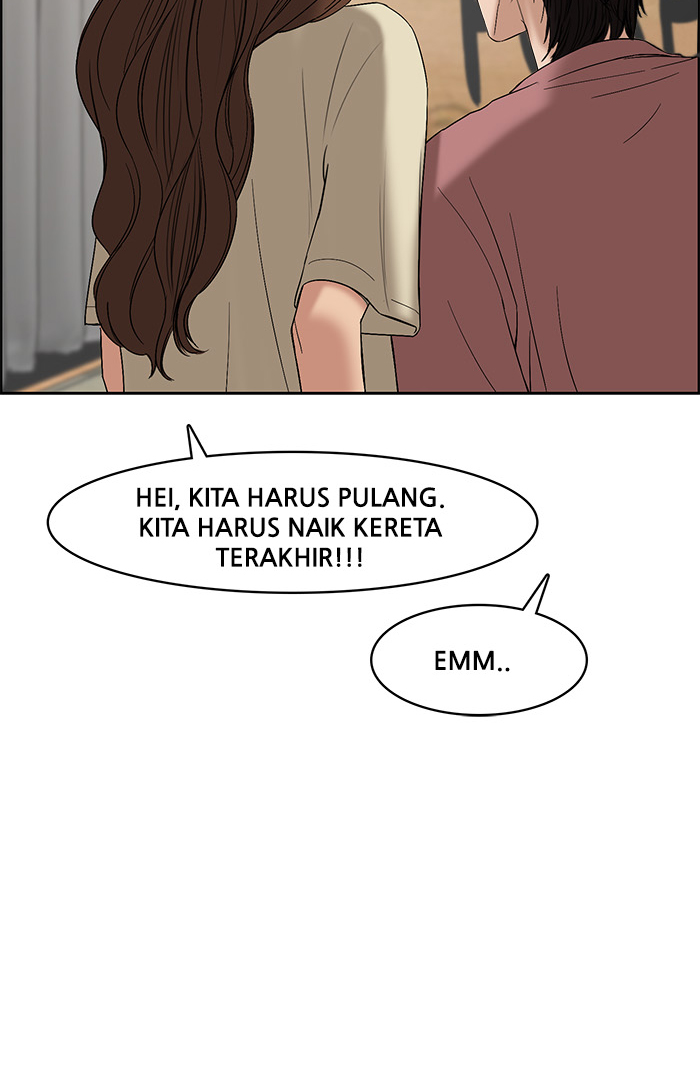 HEI, KITA HARUS PULANG.
KITA HARUS NAIK KERETA
TERAKHIR!!!
EMM..